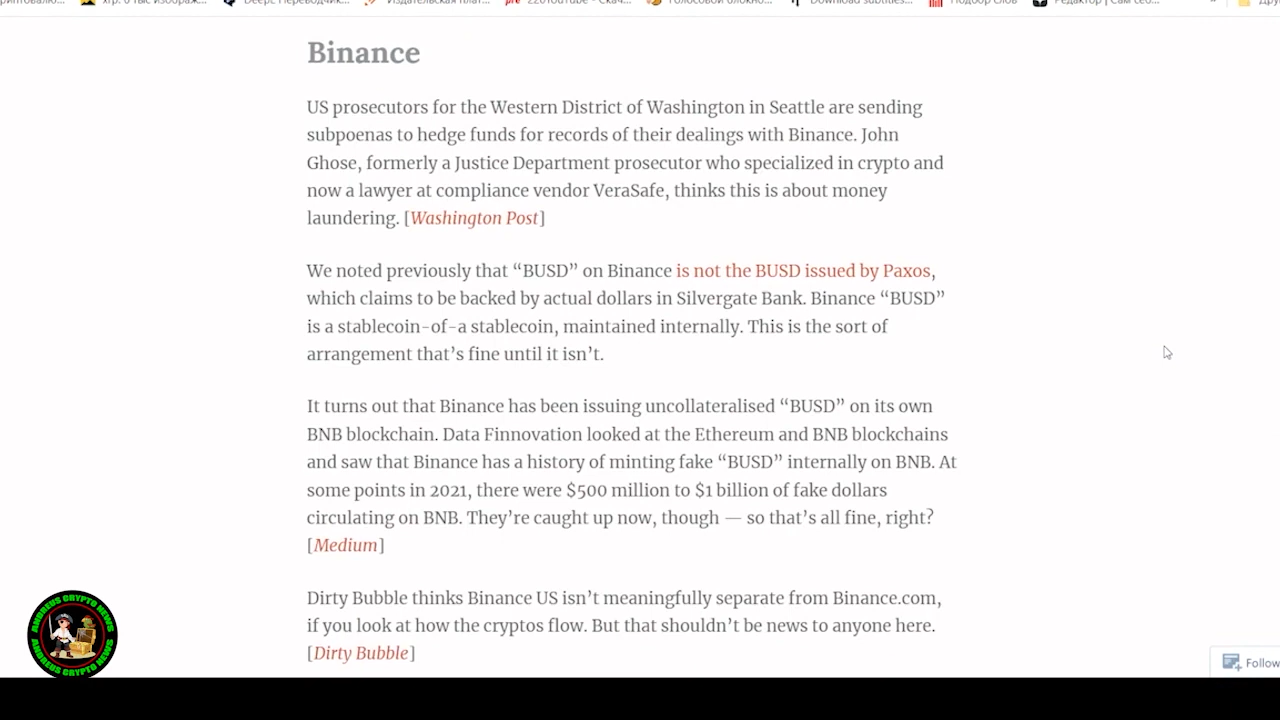 Binance
US prosecutors for the Western District of Washington in Seattle are sending
subpoenas to hedge funds for records of their dealings with Binance. John
Ghose, formerly a Justice Department prosecutor who specialized in crypto and
now a lawyer at compliance vendor VeraSafe, thinks this is about money
laundering. [Washington Post]
We noted previously that “BUSD” on Binance is not the BUSD issued by Paxos,
which claims to be backed by actual dollars in Silvergate Bank. Binance “BUSD”
is a stablecoin-of-a stablecoin, maintained internally. This is the sort of
arrangement that’s fine until it isn’t.
It turns out that Binance has been issuing uncollateralised “BUSD” on its own
BNB blockchain. Data Finnovation looked at the Ethereum and BNB blockchains
and saw that Binance has a history of minting fake “BUSD” internally on BNB. At
some points in 2021, there were $500 million to $1 billion of fake dollars
circulating on BNB. They’re caught up now, though — so that’s all fine, right?
[Medium]
Dirty Bubble thinks Binance US isn’t meaningfully separate from Binance.com,
if you look at how the cryptos flow. But that shouldn’t be news to anyone here.
[Dirty Bubble]
ANDREUS CRYPTO NEWS
ANDREUS CRYPTO NEWS
Follow